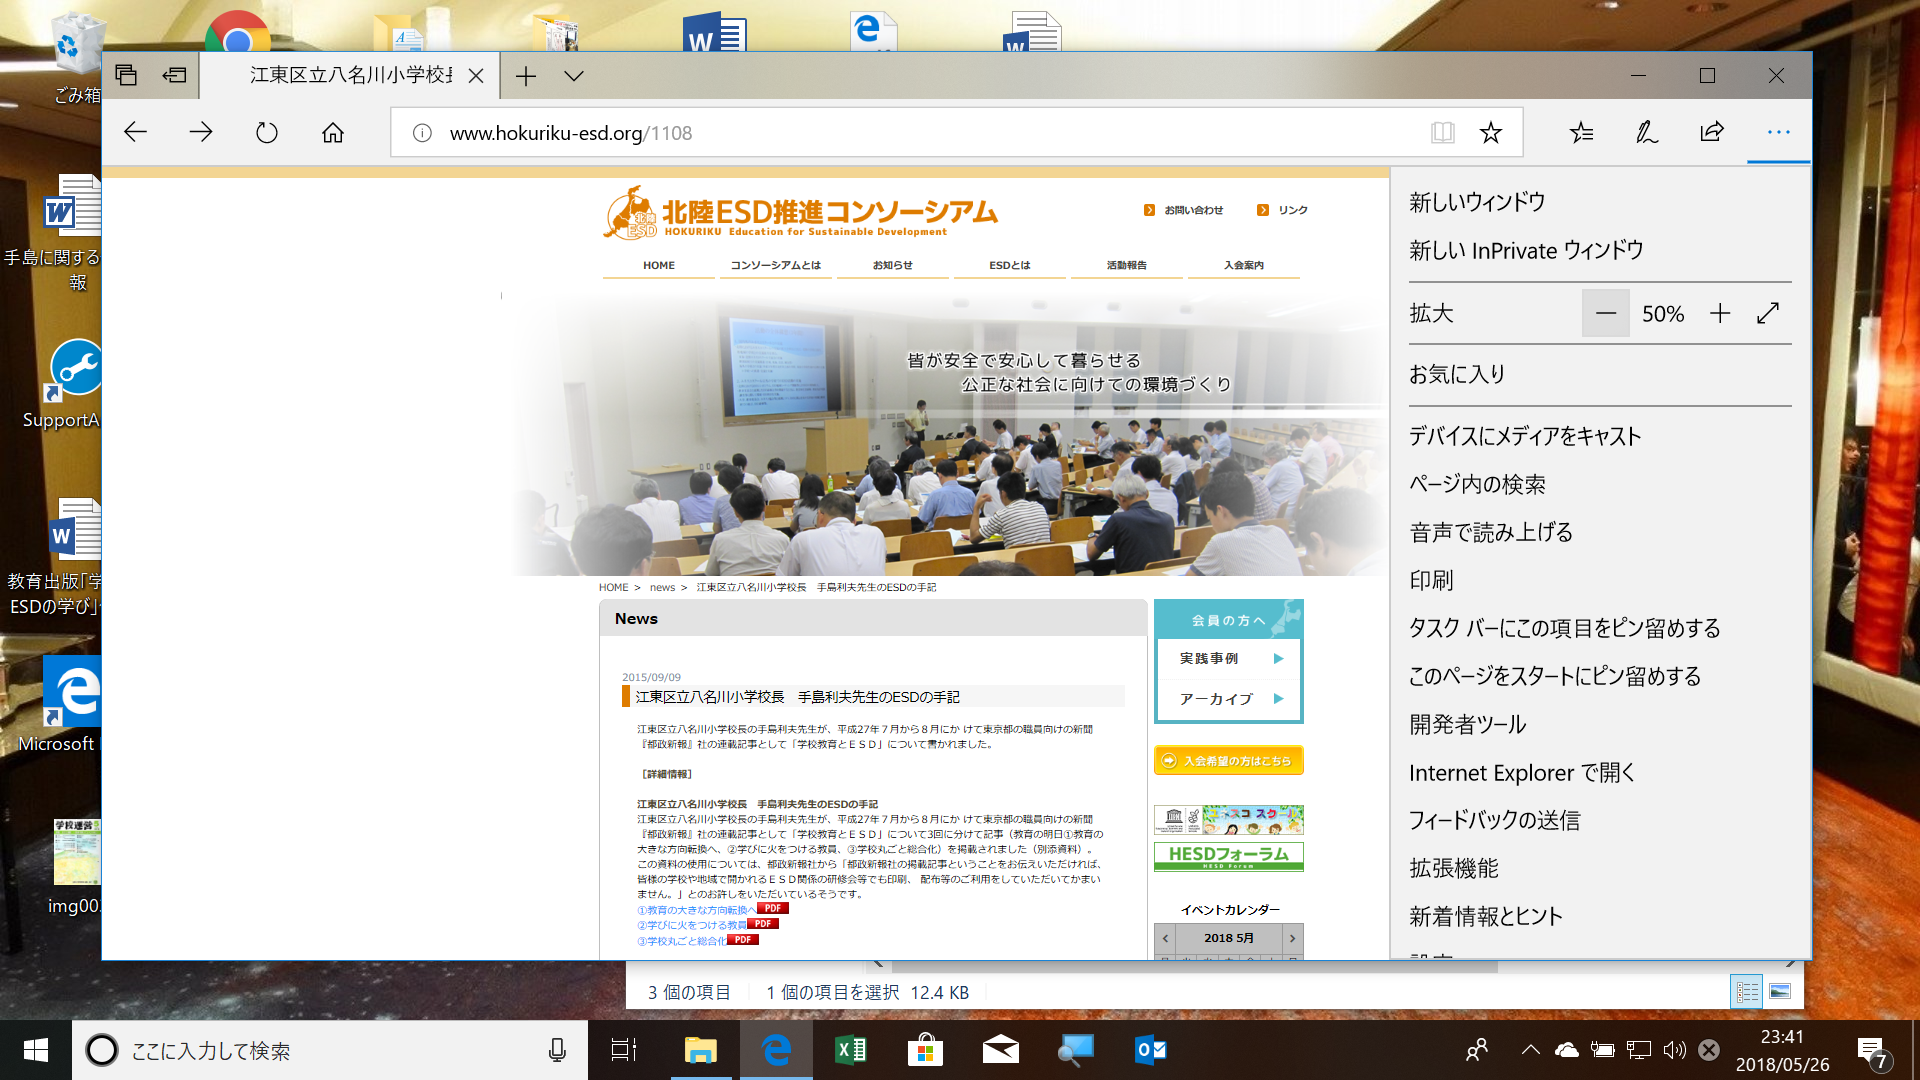 ごみ箱
手島に関する
報
SupportA
教育出版「学
ESDの学び」
Microsoft
学校運営
img00
江東区立八名川小学校長
www.hokuriku-esd.org/1108
北陸ESD推進コンソーシアム
HOKURIKU Education for Sustainable Development
北陸
ESD
お問い合わせ
リンク
HOME
コンソーシアムとは
お知らせ
ESDとは
活動報告
入会案内
皆が安全で安心して暮らせる
公正な社会に向けての環境づくり
HOME > news > 江東区立八名川小学校長　手島利夫先生のESDの手記
News
2015/09/09
江東区立八名川小学校長　手島利夫先生のESDの手記
江東区立八名川小学校長の手島利夫先生が、平成27年７月から８月にか けて東京都の職員向けの新聞
『都政新報』社の連載記事として「学校教育とＥＳＤ」について書かれました。
［詳細情報］
江東区立八名川小学校長　手島利夫先生のESDの手記
江東区立八名川小学校長の手島利夫先生が、平成27年７月から８月にか けて東京都の職員向けの新聞
『都政新報』社の連載記事として「学校教育とＥＳＤ」について3回に分けて記事（教育の明日①教育の
大きな方向転換へ、②学びに火をつける教員、③学校丸ごと総合化）を掲載されました（別添資料）。
この資料の使用については、都政新報社から「都政新報社の掲載記事ということをお伝えいただければ、
皆様の学校や地域で開かれるＥＳＤ関係の研修会等でも印刷、 配布等のご利用をしていただいてかまい
ません。」とのお許しをいただいているそうです。
①教育の大きな方向転換へ PDF
②学びに火をつける教員 PDF
③学校丸ごと総合化 PDF
会員の方へ
実践事例
アーカイブ
入会希望の方はこちら
ユネスコ スクール
HESDフォーラム
HESD Forum
イベントカレンダー
2018 5月
新しいウィンドウ
新しい InPrivate ウィンドウ
拡大
50%
お気に入り
デバイスにメディアをキャスト
ページ内の検索
音声で読み上げる
印刷
タスク バーにこの項目をピン留めする
このページをスタートにピン留めする
開発者ツール
Internet Explorer で開く
フィードバックの送信
拡張機能
新着情報とヒント
3 個の項目
1 個の項目を選択 12.4 KB
ここに入力して検索
23:41
2018/05/26
7